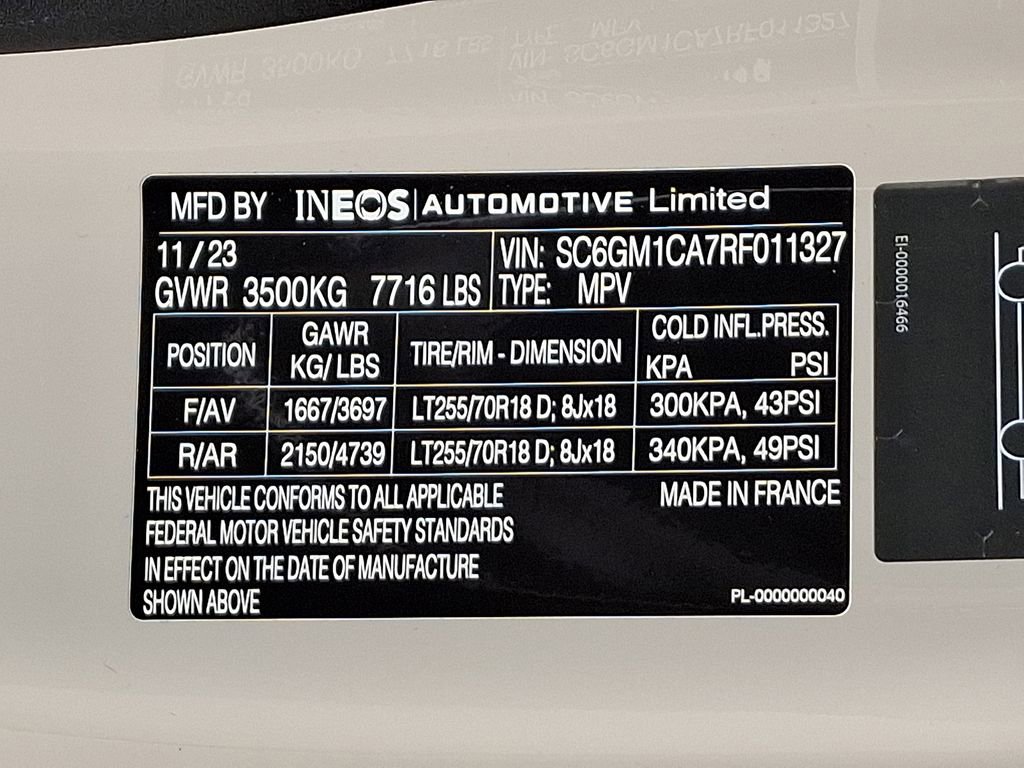 MFD BY INEOS AUTOMOTIVE Limited
11/23
GVWR 3500KG 7716 LBS
VIN: SC6GM1CA7RF011327
TYPE: MPV
POSITION GAWR KG/ LBS TIRE/RIM - DIMENSION COLD INFL.PRESS. KPA PSI
F/AV 1667/3697 LT255/70R18 D; 8Jx18 300KPA, 43PSI
R/AR 2150/4739 LT255/70R18 D; 8Jx18 340KPA, 49PSI
THIS VEHICLE CONFORMS TO ALL APPLICABLE
FEDERAL MOTOR VEHICLE SAFETY STANDARDS
IN EFFECT ON THE DATE OF MANUFACTURE
SHOWN ABOVE
MADE IN FRANCE
PL-0000000040
EI-0000016466